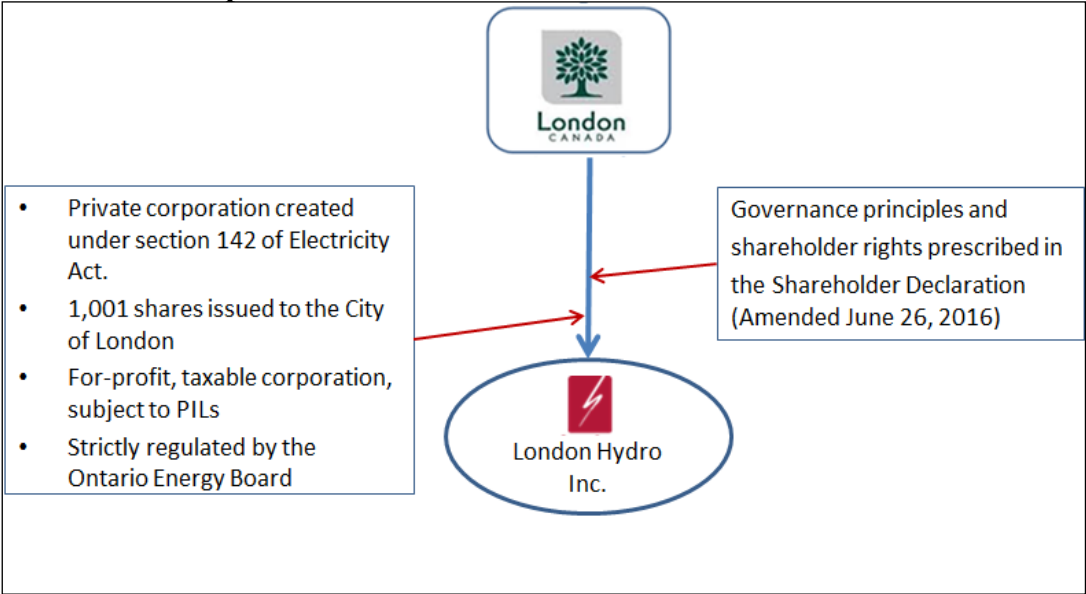 London
CANADA
• Private corporation created
under section 142 of Electricity
Act.
• 1,001 shares issued to the City
of London
• For-profit, taxable corporation,
subject to PILs
• Strictly regulated by the
Ontario Energy Board
Governance principles and
shareholder rights prescribed in
the Shareholder Declaration
(Amended June 26, 2016)
London Hydro
Inc.